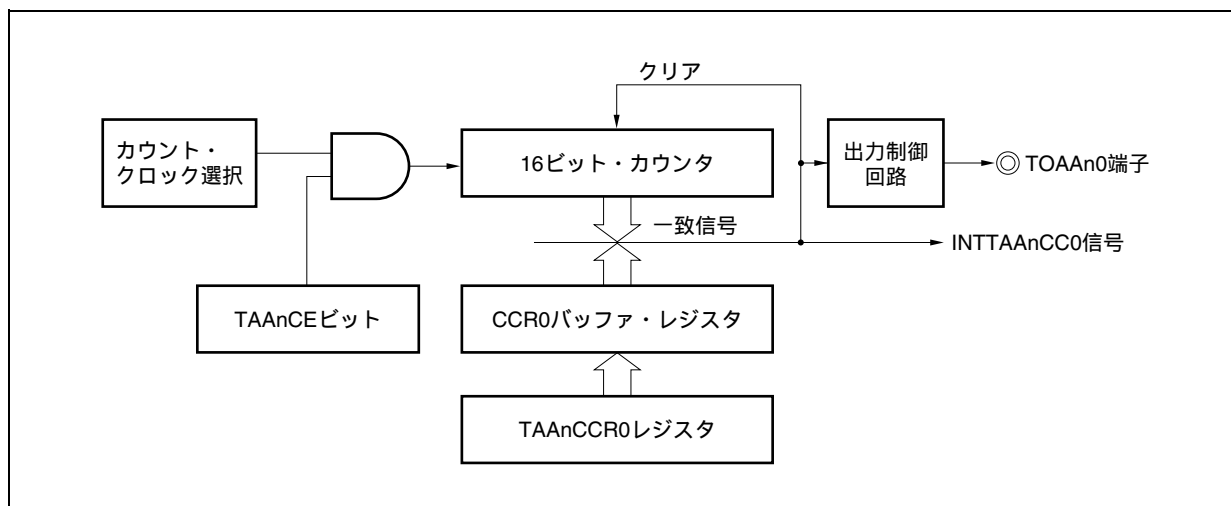 クリア
カウント・
クロック選択
16ビット・カウンタ
出力制御
回路
TOAAn0端子
一致信号
INTTAAnCC0信号
TAAnCEビット
CCR0バッファ・レジスタ
TAAnCCR0レジスタ